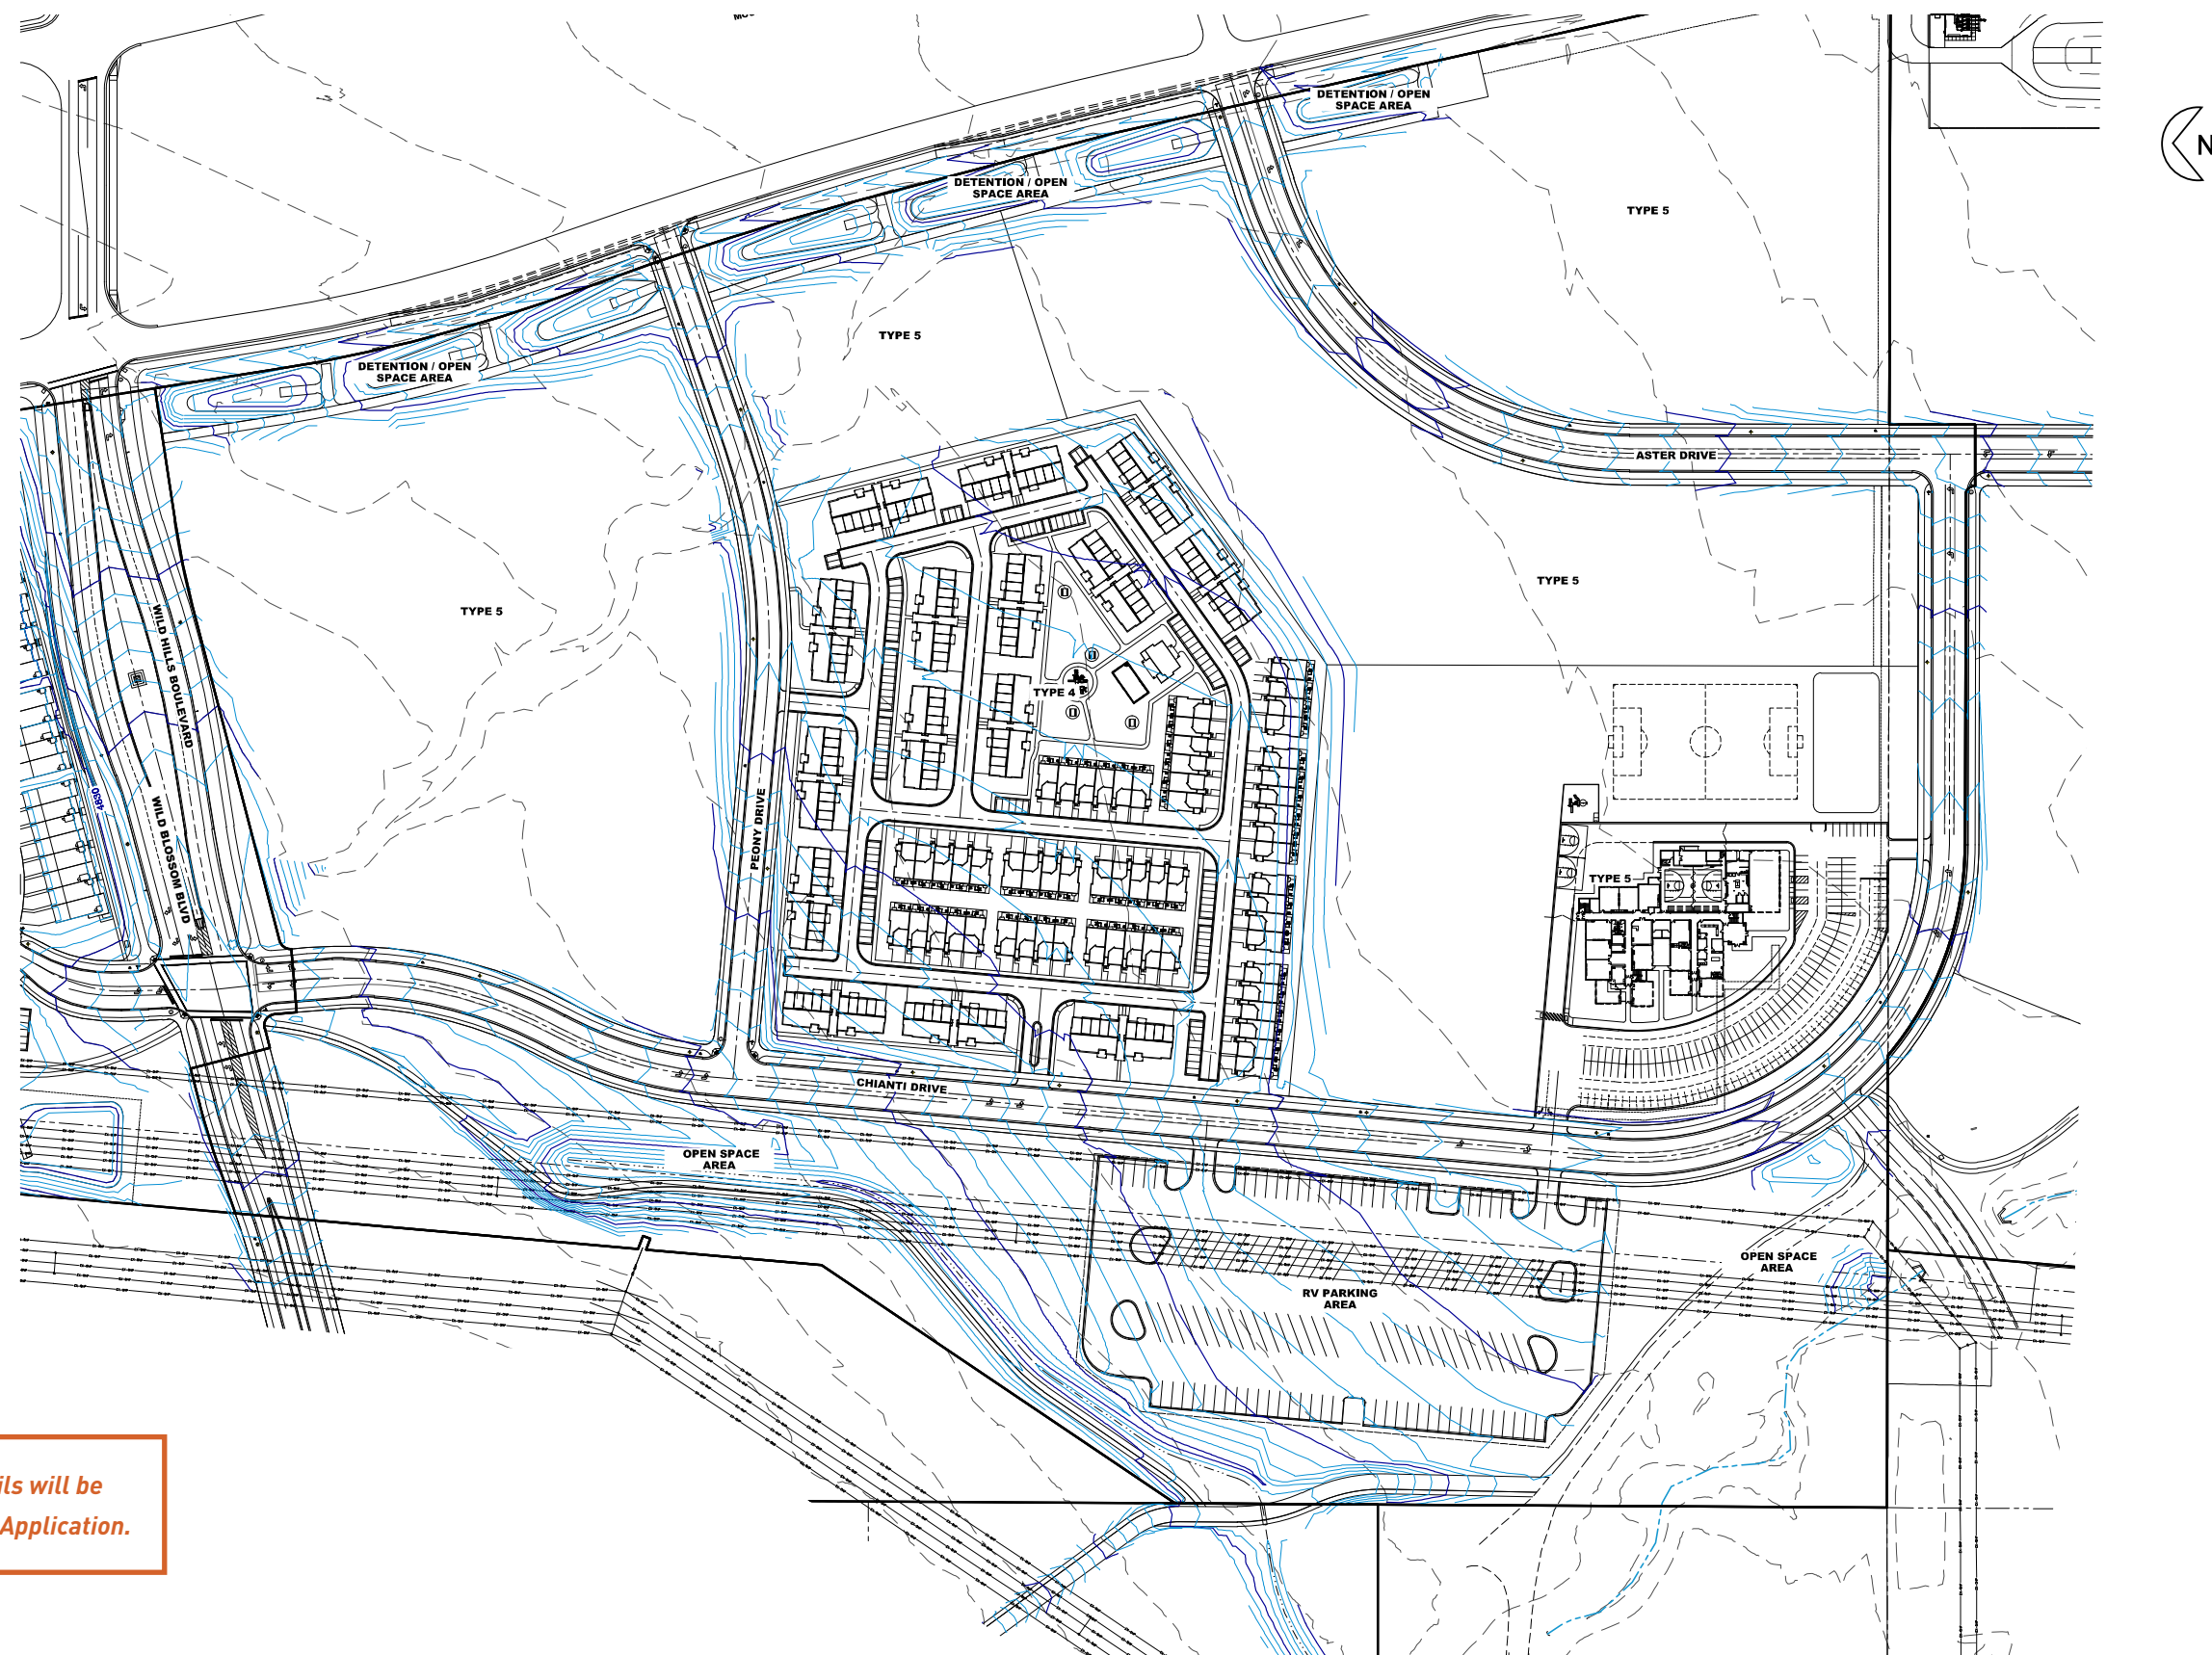 DETENTION / OPEN
SPACE AREA
N
DETENTION / OPEN
SPACE AREA
TYPE 5
TYPE 5
DETENTION / OPEN
SPACE AREA
ASTER DRIVE
TYPE 5
TYPE 5
WILD HILLS BOULEVARD
TYPE 4
4830
WILD BLOSSOM BLVD
PEONY DRIVE
TYPE 5
CHIANTI DRIVE
OPEN SPACE
AREA
OPEN SPACE
AREA
RV PARKING
AREA
ils will be
Application.